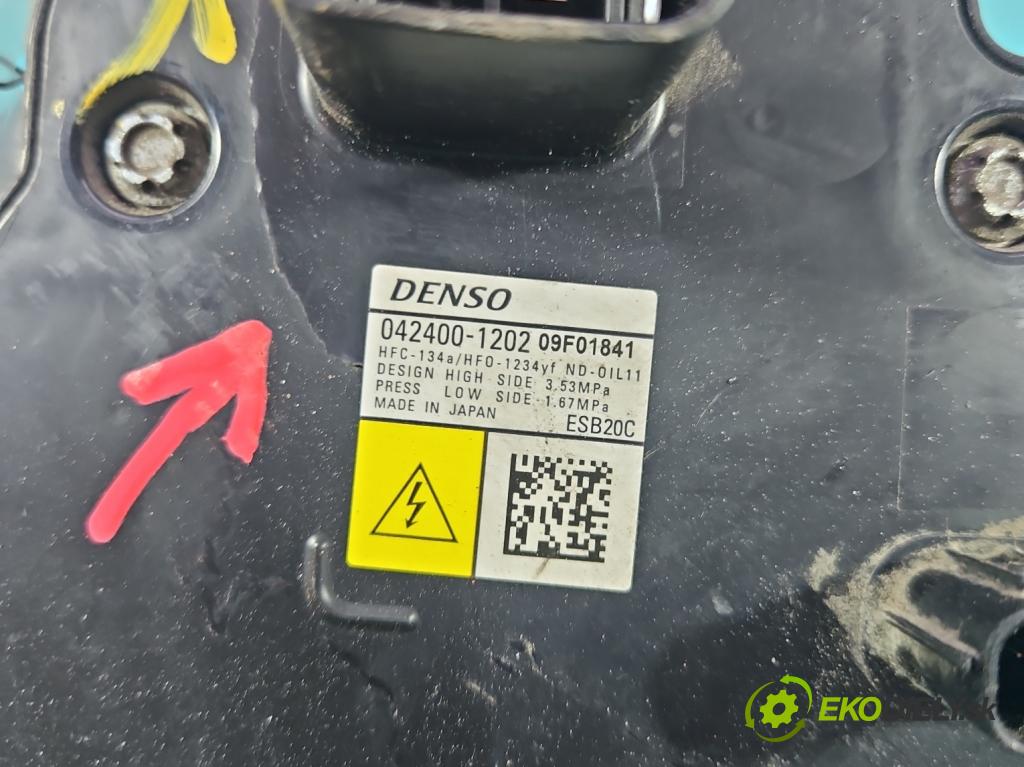 DENSO
042400-1202 09F01841
HFC-134a/HFO-1234yf ND-OIL11
DESIGN HIGH SIDE 3.53MPa
PRESS LOW SIDE 1.67MPa
MADE IN JAPAN ESB20C
EKO